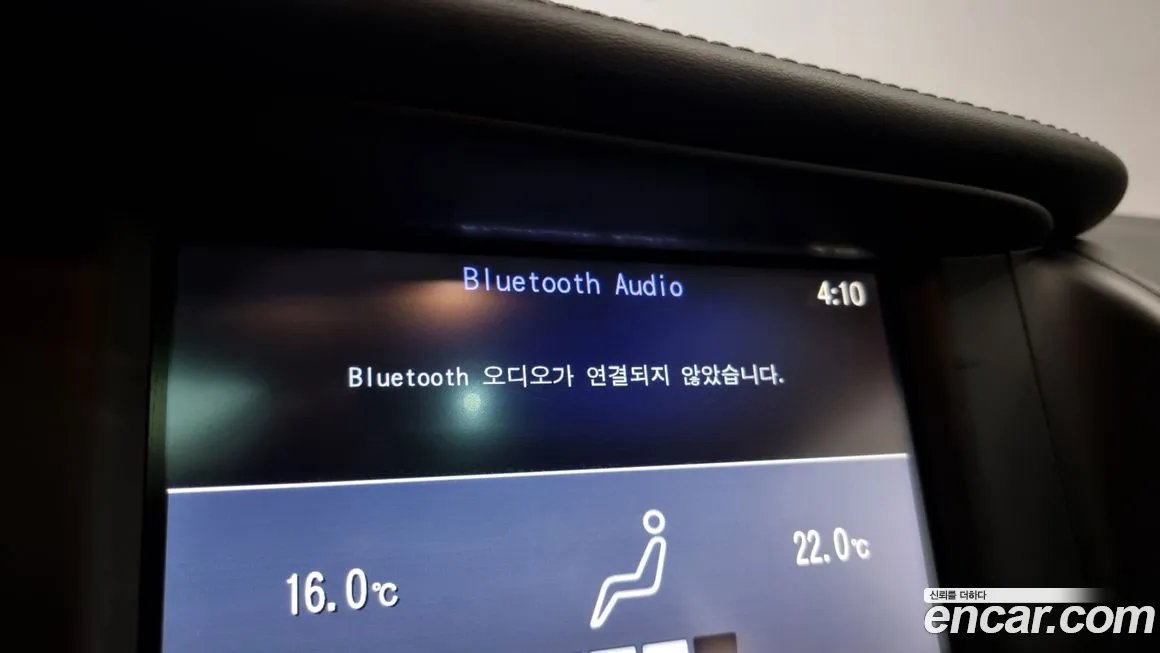 Bluetooth Audio
4:10
Bluetooth 오디오가 연결되지 않았습니다.
16.0℃
22.0℃
신뢰를 더하다
encar.com